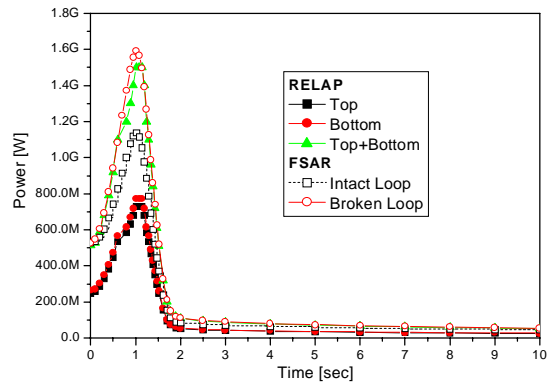 1.8G
1.6G
1.4G
1.2G
1.0G
800.0M
600.0M
400.0M
200.0M
0.0
Power [W]
RELAP
Top
Bottom
Top+Bottom
FSAR
Intact Loop
Broken Loop
0 1 2 3 4 5 6 7 8 9 10
Time [sec]